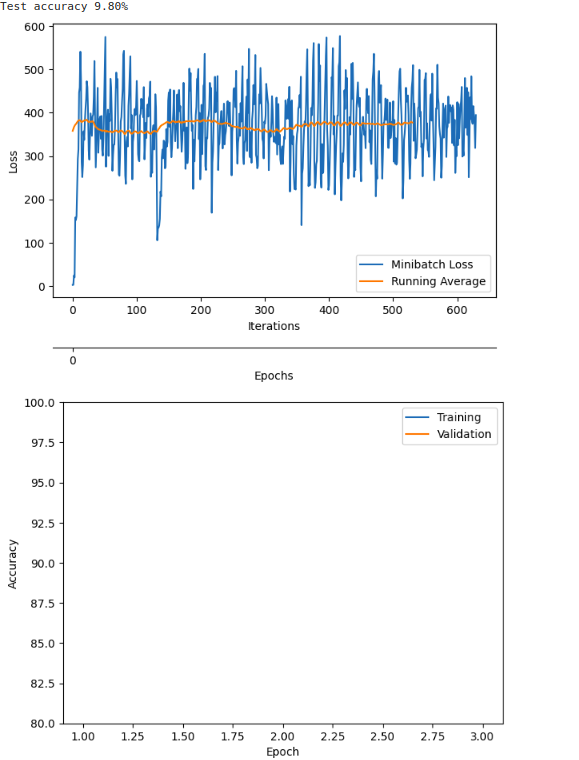 Test accuracy 9.80%
600
500
400
300
200
100
0
Loss
Minibatch Loss
Running Average
0 100 200 300 400 500 600
Iterations
0
Epochs
100.0
97.5
95.0
92.5
90.0
87.5
85.0
82.5
80.0
Accuracy
Training
Validation
1.00 1.25 1.50 1.75 2.00 2.25 2.50 2.75 3.00
Epoch